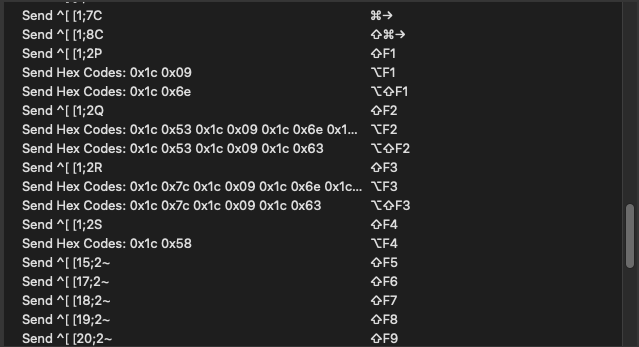 Send ^[ [1;7C ⌘→
Send ^[ [1;8C ⇧⌘→
Send ^[ [1;2P ⇧F1
Send Hex Codes: 0x1c 0x09 ⌥F1
Send Hex Codes: 0x1c 0x6e ⌥⇧F1
Send ^[ [1;2Q ⇧F2
Send Hex Codes: 0x1c 0x53 0x1c 0x09 0x1c 0x6e 0x1... ⌥F2
Send Hex Codes: 0x1c 0x53 0x1c 0x09 0x1c 0x63 ⌥⇧F2
Send ^[ [1;2R ⇧F3
Send Hex Codes: 0x1c 0x7c 0x1c 0x09 0x1c 0x6e 0x1c... ⌥F3
Send Hex Codes: 0x1c 0x7c 0x1c 0x09 0x1c 0x63 ⌥⇧F3
Send ^[ [1;2S ⇧F4
Send Hex Codes: 0x1c 0x58 ⌥F4
Send ^[ [15;2~ ⇧F5
Send ^[ [17;2~ ⇧F6
Send ^[ [18;2~ ⇧F7
Send ^[ [19;2~ ⇧F8
Send ^[ [20;2~ ⇧F9